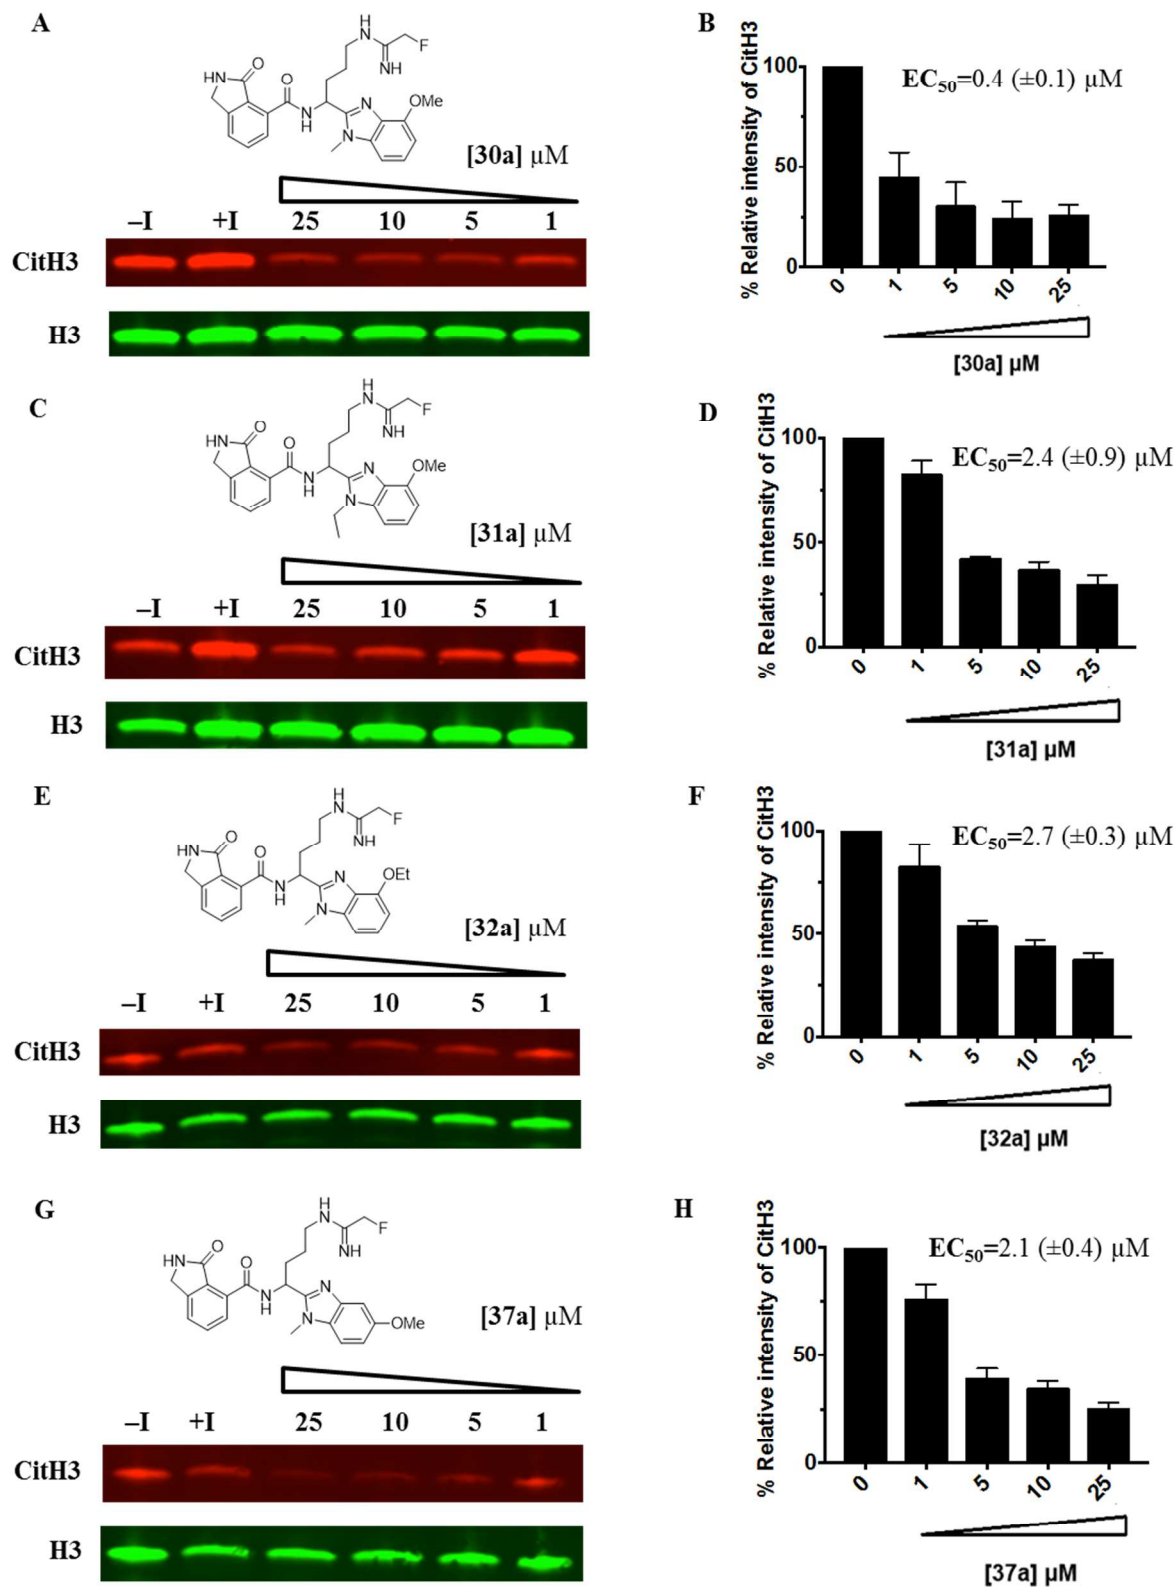 A
H
N
F
NH
O
HN
O
N
H
N
N
OMe
[30a] µM
–I +I 25 10 5 1
CitH3
H3
B
% Relative intensity of CitH3
100
50
0
EC50=0.4 (±0.1) µM
0 1 5 10 25
[30a] µM
C
H
N
F
NH
O
HN
O
N
H
N
N
OMe
[31a] µM
–I +I 25 10 5 1
CitH3
H3
D
% Relative intensity of CitH3
100
50
0
EC50=2.4 (±0.9) µM
0 1 5 10 25
[31a] µM
E
H
N
F
NH
O
HN
O
N
H
N
N
OEt
[32a] µM
–I +I 25 10 5 1
CitH3
H3
F
% Relative intensity of CitH3
100
50
0
EC50=2.7 (±0.3) µM
0 1 5 10 25
[32a] µM
G
H
N
F
NH
O
HN
O
N
H
N
N
OMe
[37a] µM
–I +I 25 10 5 1
CitH3
H3
H
% Relative intensity of CitH3
100
50
0
EC50=2.1 (±0.4) µM
0 1 5 10 25
[37a] µM